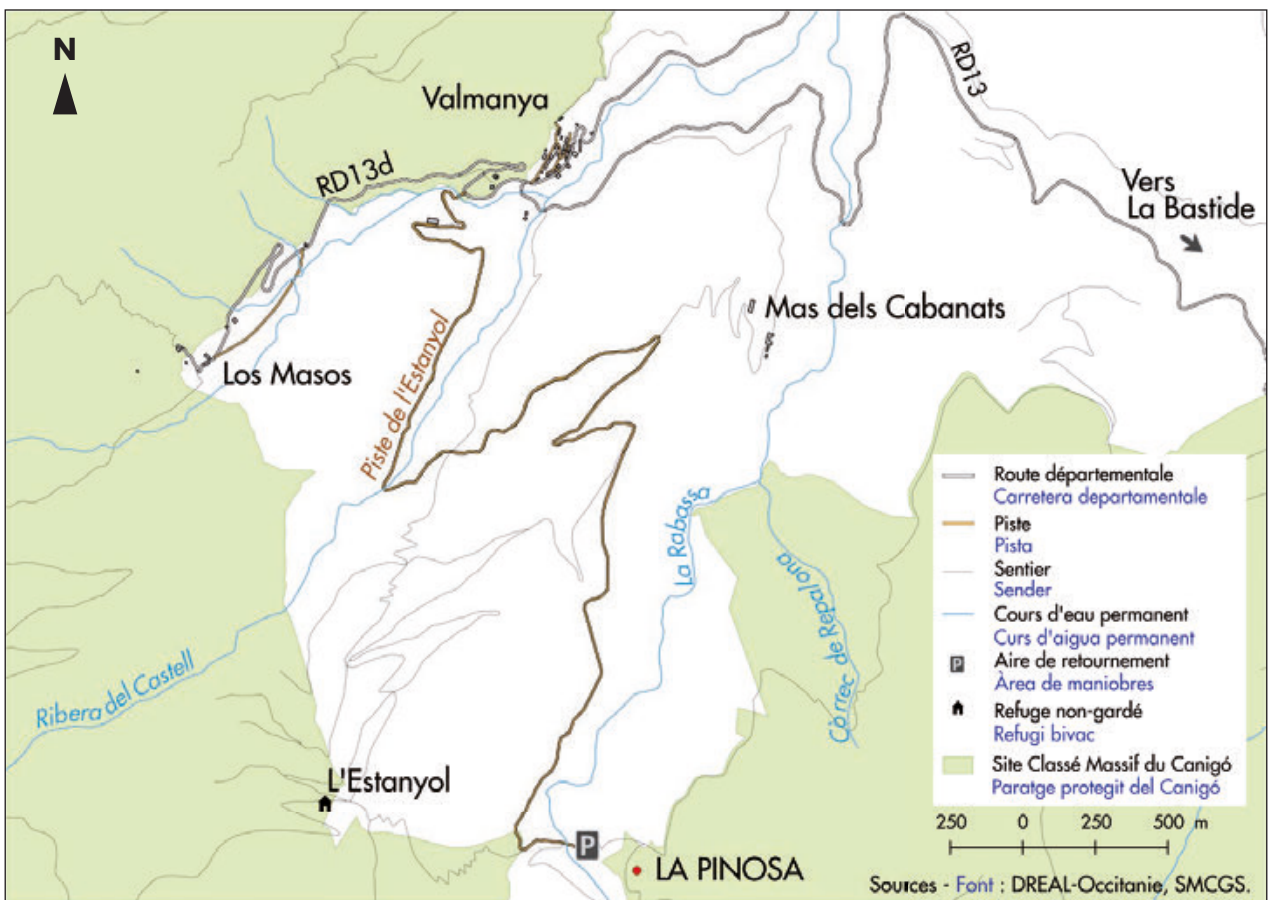 N
Valmanya
RD13
RD13d
Vers
La Bastide
Mas dels Cabanats
Los Masos
Piste de l'Estanyol
La Rabassa
Còrrec de Repalona
Ribera del Castell
L'Estanyol
P
LA PINOSA
Route départementale
Carretera departamentale
Piste
Pista
Sentier
Sender
Cours d'eau permanent
Curs d'aigua permanent
P
Aire de retournement
Àrea de maniobres
Refuge non-gardé
Refugi bivac
Site Classé Massif du Canigó
Paratge protegit del Canigó
250 0 250 500 m
Sources - Font : DREAL-Occitanie, SMCGS.